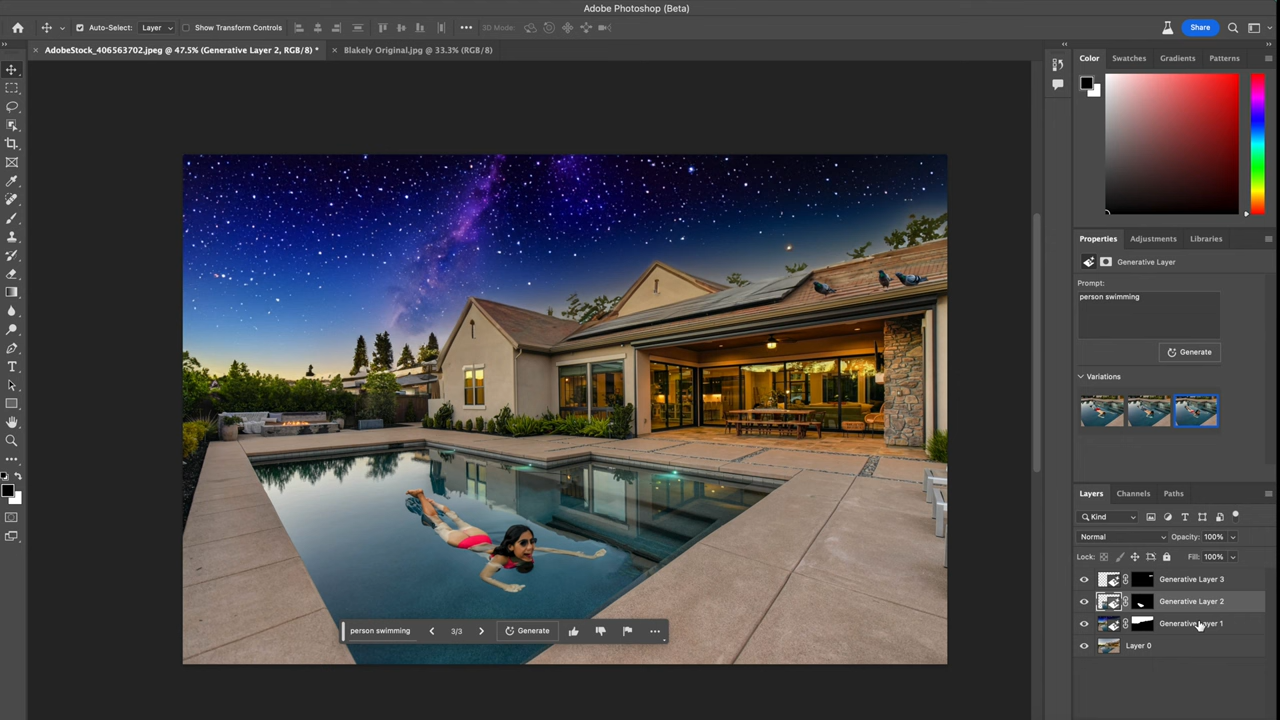 Adobe Photoshop (Beta)
Auto-Select: Layer Show Transform Controls 3D Mode: Share
AdobeStock_406563702.jpeg @ 47.5% (Generative Layer 2, RGB/8) * Blakely Original.jpg @ 33.3% (RGB/8)
Color Swatches Gradients Patterns
Properties Adjustments Libraries
Generative Layer
Prompt:
person swimming
Generate
Variations
Layers Channels Paths
Kind
Normal Opacity: 100%
Lock: Fill: 100%
Generative Layer 3
Generative Layer 2
Generative Layer 1
Layer 0
person swimming 3/3 Generate